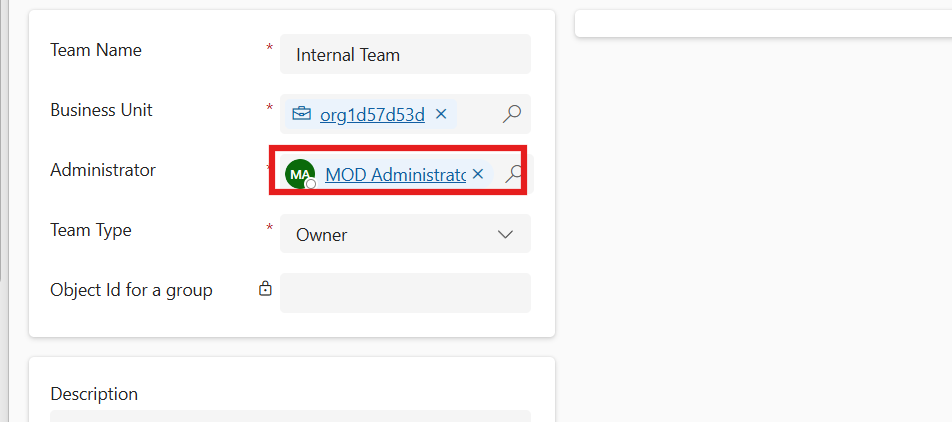 Team Name * Internal Team
Business Unit * org1d57d53d
Administrator * MA MOD Administrato
Team Type * Owner
Object Id for a group
Description